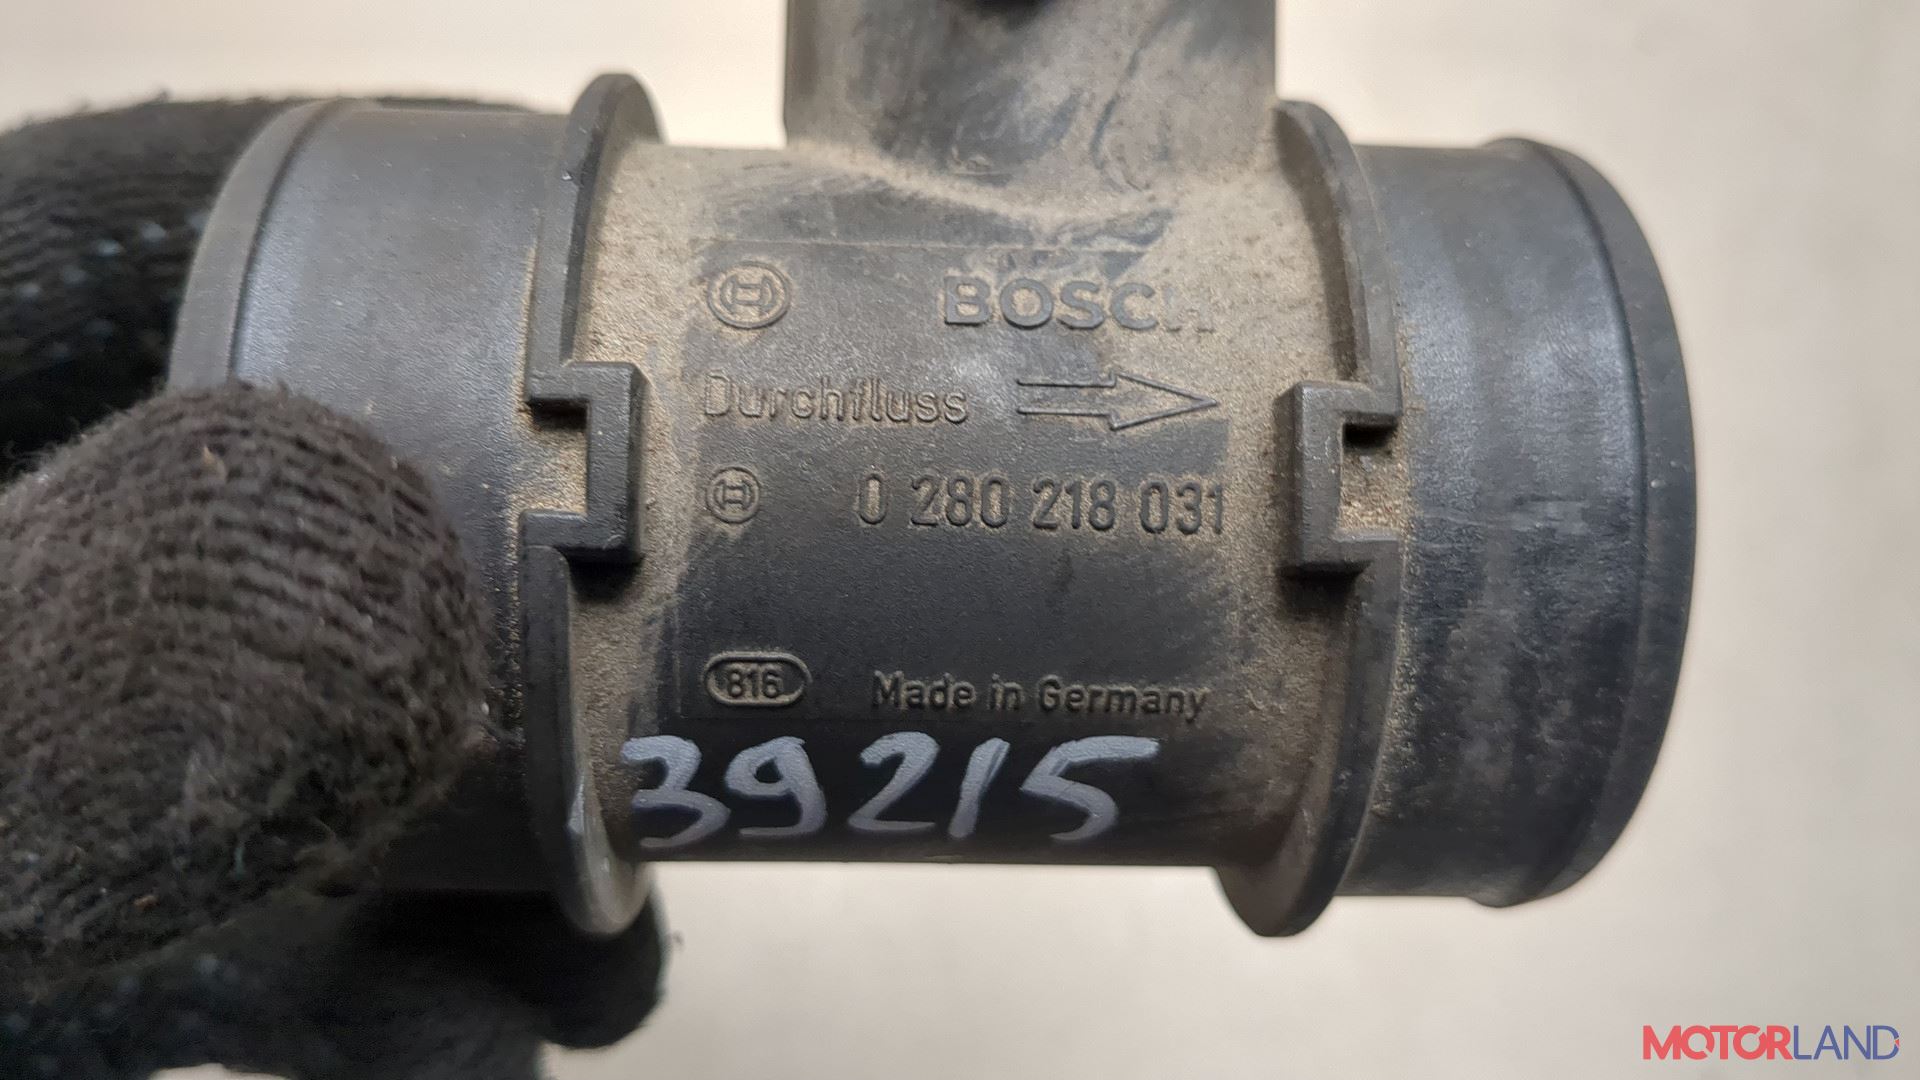 BOSCH
Durchfluss
0 280 218 031
816 Made in Germany
39215
MOTORLAND